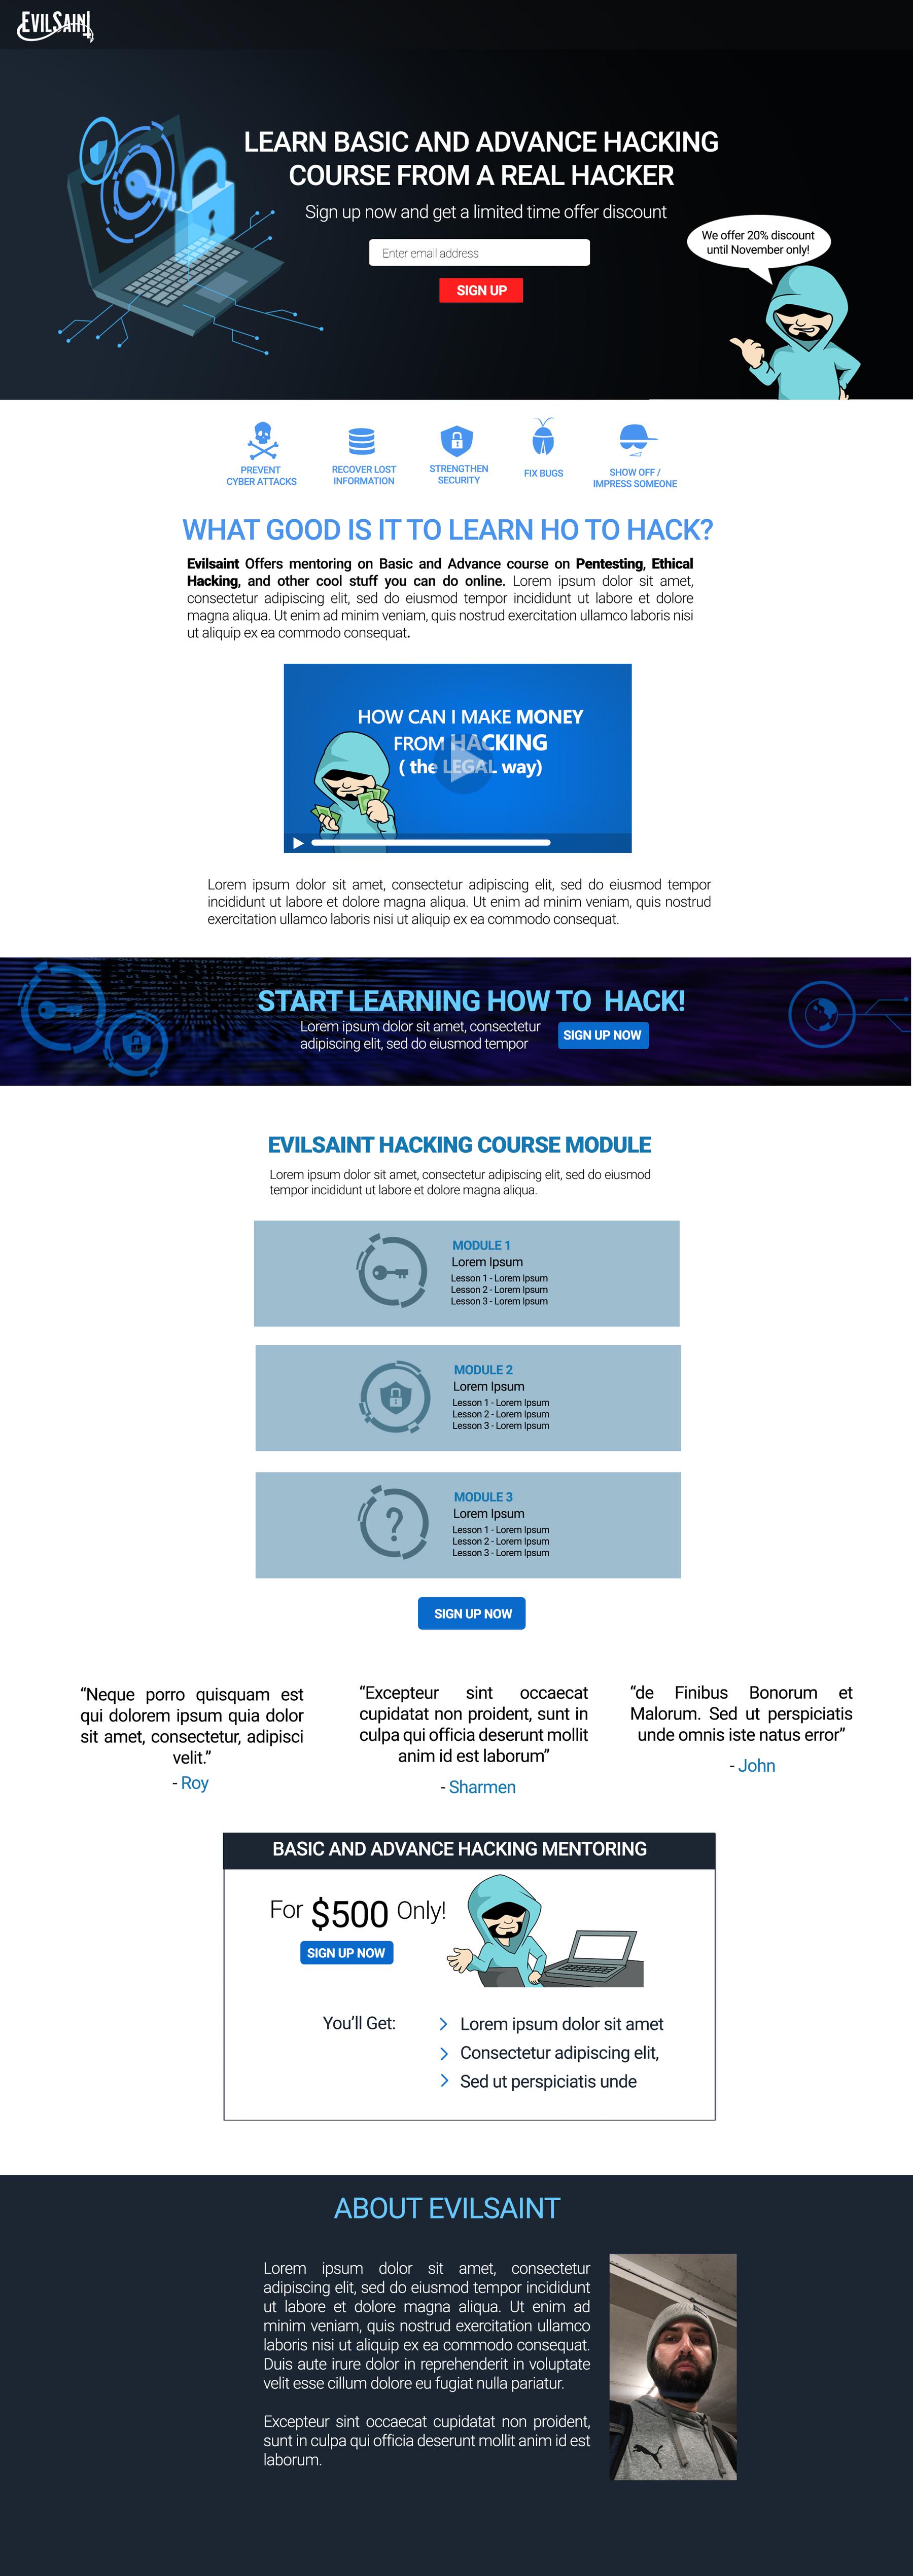 EVILSAINT
LEARN BASIC AND ADVANCE HACKING
COURSE FROM A REAL HACKER
Sign up now and get a limited time offer discount
Enter email address
SIGN UP
We offer 20% discount
until November only!
PREVENT
CYBER ATTACKS
RECOVER LOST
INFORMATION
STRENGTHEN
SECURITY
FIX BUGS
SHOW OFF /
IMPRESS SOMEONE
WHAT GOOD IS IT TO LEARN HO TO HACK?
Evilsaint Offers mentoring on Basic and Advance course on Pentesting, Ethical
Hacking, and other cool stuff you can do online. Lorem ipsum dolor sit amet,
consectetur adipiscing elit, sed do eiusmod tempor incididunt ut labore et dolore
magna aliqua. Ut enim ad minim veniam, quis nostrud exercitation ullamco laboris nisi
ut aliquip ex ea commodo consequat.
HOW CAN I MAKE MONEY
FROM HACKING
( the LEGAL way)
Lorem ipsum dolor sit amet, consectetur adipiscing elit, sed do eiusmod tempor
incididunt ut labore et dolore magna aliqua. Ut enim ad minim veniam, quis nostrud
exercitation ullamco laboris nisi ut aliquip ex ea commodo consequat.
START LEARNING HOW TO HACK!
Lorem ipsum dolor sit amet, consectetur
adipiscing elit, sed do eiusmod tempor
SIGN UP NOW
EVILSAINT HACKING COURSE MODULE
Lorem ipsum dolor sit amet, consectetur adipiscing elit, sed do eiusmod
tempor incididunt ut labore et dolore magna aliqua.
MODULE 1
Lorem Ipsum
Lesson 1 - Lorem Ipsum
Lesson 2 - Lorem Ipsum
Lesson 3 - Lorem Ipsum
MODULE 2
Lorem Ipsum
Lesson 1 - Lorem Ipsum
Lesson 2 - Lorem Ipsum
Lesson 3 - Lorem Ipsum
MODULE 3
Lorem Ipsum
Lesson 1 - Lorem Ipsum
Lesson 2 - Lorem Ipsum
Lesson 3 - Lorem Ipsum
SIGN UP NOW
“Neque porro quisquam est
qui dolorem ipsum quia dolor
sit amet, consectetur, adipisci
velit.”
- Roy
“Excepteur sint occaecat
cupidatat non proident, sunt in
culpa qui officia deserunt mollit
anim id est laborum”
- Sharmen
“de Finibus Bonorum et
Malorum. Sed ut perspiciatis
unde omnis iste natus error”
- John
BASIC AND ADVANCE HACKING MENTORING
For $500 Only!
SIGN UP NOW
You’ll Get:
Lorem ipsum dolor sit amet
Consectetur adipiscing elit,
Sed ut perspiciatis unde
ABOUT EVILSAINT
Lorem ipsum dolor sit amet, consectetur
adipiscing elit, sed do eiusmod tempor incididunt
ut labore et dolore magna aliqua. Ut enim ad
minim veniam, quis nostrud exercitation ullamco
laboris nisi ut aliquip ex ea commodo consequat.
Duis aute irure dolor in reprehenderit in voluptate
velit esse cillum dolore eu fugiat nulla pariatur.
Excepteur sint occaecat cupidatat non proident,
sunt in culpa qui officia deserunt mollit anim id est
laborum.